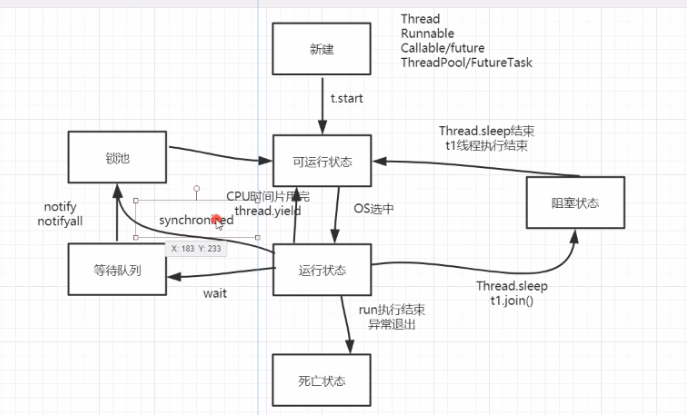 Thread
Runnable
Callable/future
ThreadPool/FutureTask
新建
t.start
锁池
可运行状态
Thread.sleep结束
t1线程执行结束
阻塞状态
notify
notifyall
CPU时间片用完
thread.yield
synchronized
OS选中
X: 183 Y: 233
等待队列
运行状态
wait
Thread.sleep
t1.join()
run执行结束
异常退出
死亡状态